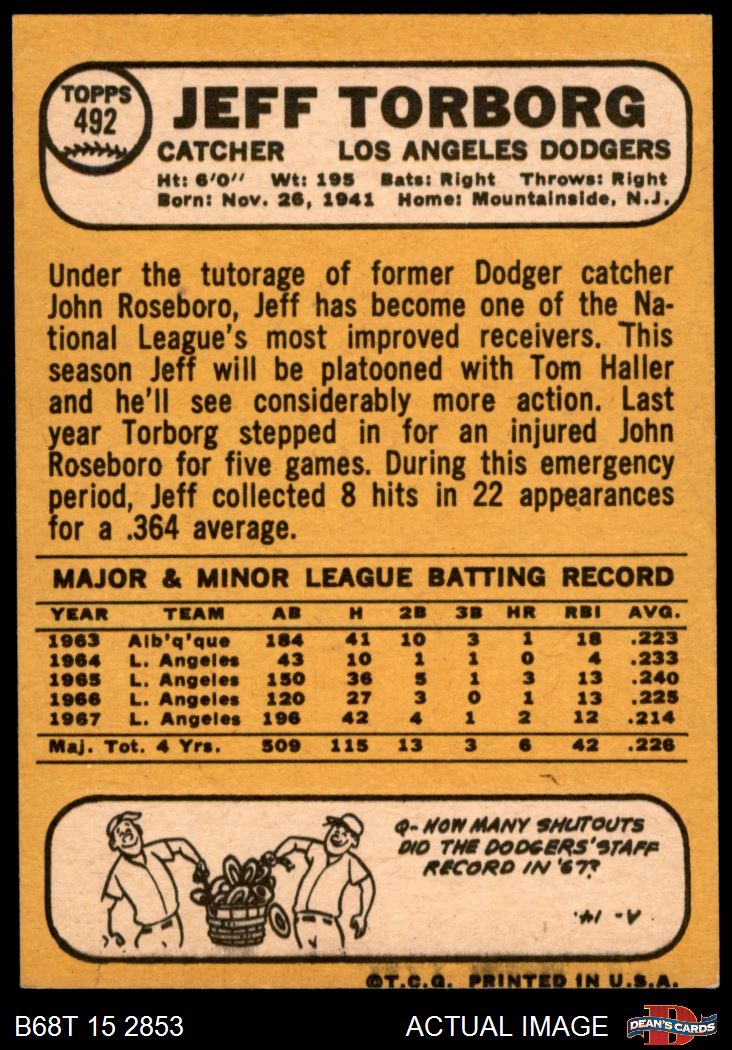 TOPPS
492
JEFF TORBORG
CATCHER LOS ANGELES DODGERS
Ht: 6'0" Wt: 195 Bats: Right Throws: Right
Born: Nov. 26, 1941 Home: Mountainside, N.J.
Under the tutorage of former Dodger catcher
John Roseboro, Jeff has become one of the Na-
tional League's most improved receivers. This
season Jeff will be platooned with Tom Haller
and he'll see considerably more action. Last
year Torborg stepped in for an injured John
Roseboro for five games. During this emergency
period, Jeff collected 8 hits in 22 appearances
for a .364 average.
MAJOR & MINOR LEAGUE BATTING RECORD
YEAR TEAM AB H 2B 3B HR RBI AVG.
1963 Alb'q'que 184 41 10 3 1 18 .223
1964 L. Angeles 43 10 1 1 0 4 .233
1965 L. Angeles 150 36 5 1 3 13 .240
1966 L. Angeles 120 27 3 0 1 13 .225
1967 L. Angeles 196 42 4 1 2 12 .214
Maj. Tot. 4 Yrs. 509 115 13 3 6 42 .226
Q- HOW MANY SHUTOUTS
DID THE DODGERS' STAFF
RECORD IN '67?
A- 14.
©T.C.G. PRINTED IN U.S.A.
B68T 15 2853 ACTUAL IMAGE D DEAN'S CARDS